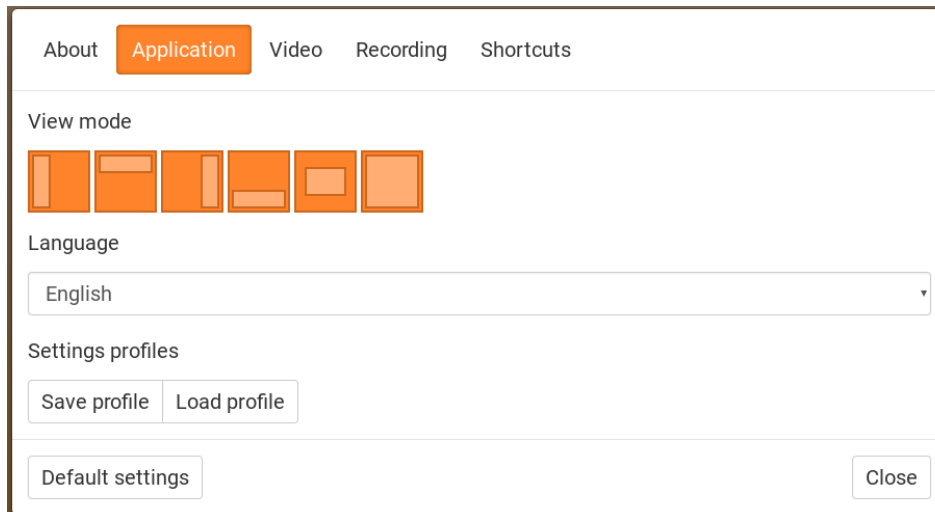 About Application Video Recording Shortcuts
View mode
Language
English
Settings profiles
Save profile Load profile
Default settings Close